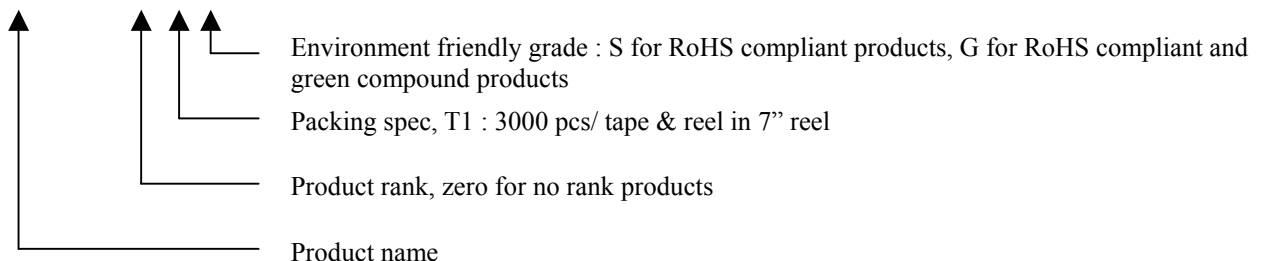 Environment friendly grade : S for RoHS compliant products, G for RoHS compliant and
green compound products
Packing spec, T1 : 3000 pcs/ tape & reel in 7” reel
Product rank, zero for no rank products
Product name